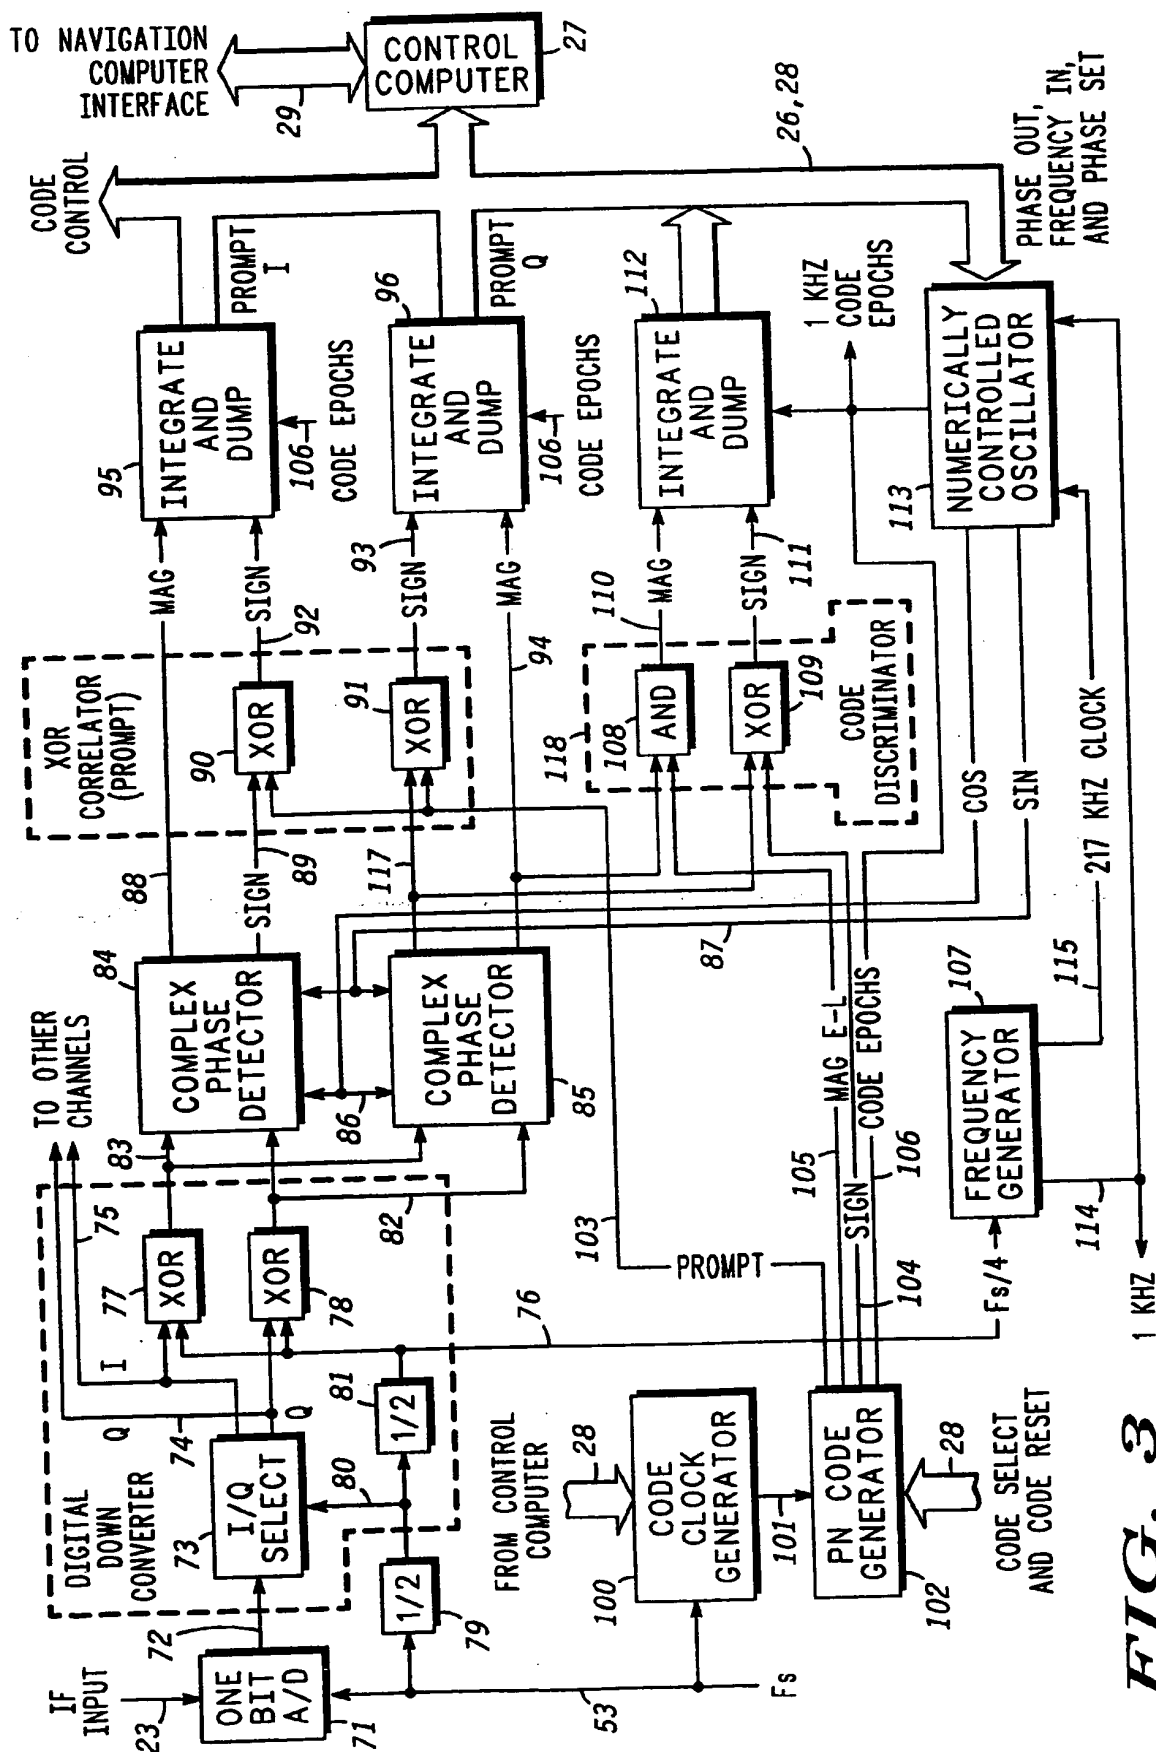 TO NAVIGATION
COMPUTER
INTERFACE
29
CONTROL
COMPUTER
27
CODE
CONTROL
26,28
PHASE OUT,
FREQUENCY IN,
AND PHASE SET
95
INTEGRATE
AND
DUMP
PROMPT
I
106
CODE EPOCHS
96
INTEGRATE
AND
DUMP
PROMPT
Q
106
CODE EPOCHS
112
INTEGRATE
AND
DUMP
1 KHZ
CODE
EPOCHS
113
NUMERICALLY
CONTROLLED
OSCILLATOR
MAG
SIGN
92
93
SIGN
MAG
94
110
MAG
SIGN
111
XOR
CORRELATOR
(PROMPT)
90
XOR
91
XOR
118
108
AND
XOR
109
CODE
DISCRIMINATOR
COS
SIN
217 KHZ CLOCK
88
SIGN
89
117
87
84
COMPLEX
PHASE
DETECTOR
COMPLEX
PHASE
DETECTOR
85
86
TO OTHER
CHANNELS
83
82
75
77
XOR
XOR
78
I
Q
74
Q
DIGITAL
DOWN
CONVERTER
73
I/Q
SELECT
80
81
1/2
1/2
79
72
IF
INPUT
23
ONE
BIT
A/D
71
53
Fs
76
103
PROMPT
105
MAG E-L
SIGN
104
CODE EPOCHS
106
107
FREQUENCY
GENERATOR
115
Fs/4
114
1 KHZ
FROM CONTROL
COMPUTER
28
100
CODE
CLOCK
GENERATOR
101
PN CODE
GENERATOR
102
28
CODE SELECT
AND CODE RESET
FIG. 3